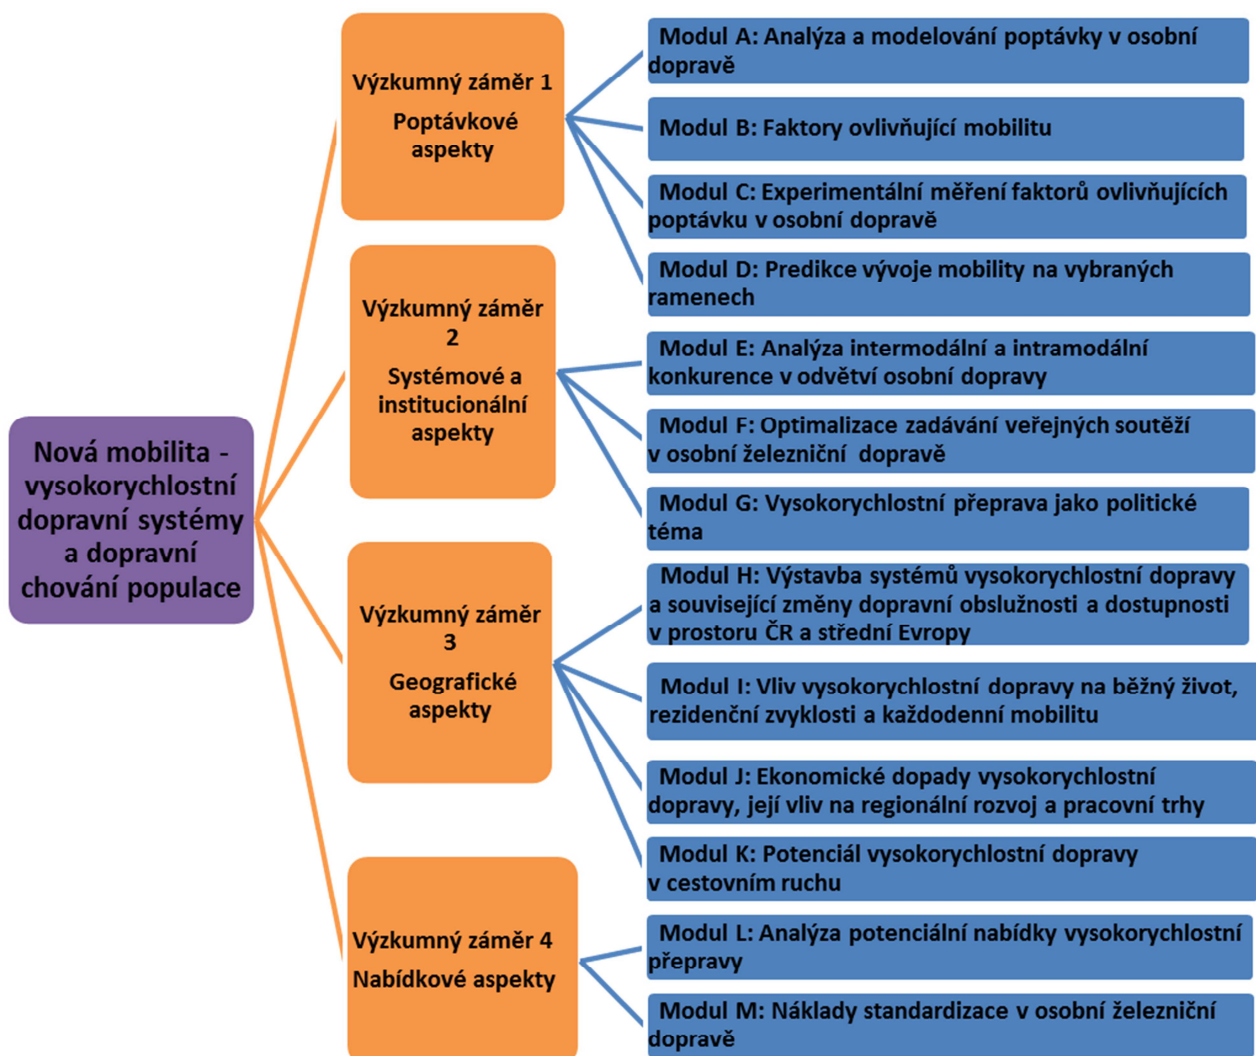 Nová mobilita -
vysokorychlostní
dopravní systémy
a dopravní
chování populace
Výzkumný záměr 1
Poptávkové
aspekty
Modul A: Analýza a modelování poptávky v osobní
dopravě
Modul B: Faktory ovlivňující mobilitu
Modul C: Experimentální měření faktorů ovlivňujících
poptávku v osobní dopravě
Modul D: Predikce vývoje mobility na vybraných
ramenech
Výzkumný záměr
2
Systémové a
institucionální
aspekty
Modul E: Analýza intermodální a intramodální
konkurence v odvětví osobní dopravy
Modul F: Optimalizace zadávání veřejných soutěží
v osobní železniční dopravě
Modul G: Vysokorychlostní přeprava jako politické
téma
Výzkumný záměr
3
Geografické
aspekty
Modul H: Výstavba systémů vysokorychlostní dopravy
a související změny dopravní obslužnosti a dostupnosti
v prostoru ČR a střední Evropy
Modul I: Vliv vysokorychlostní dopravy na běžný život,
rezidenční zvyklosti a každodenní mobilitu
Modul J: Ekonomické dopady vysokorychlostní
dopravy, její vliv na regionální rozvoj a pracovní trhy
Modul K: Potenciál vysokorychlostní dopravy
v cestovním ruchu
Výzkumný záměr 4
Nabídkové aspekty
Modul L: Analýza potenciální nabídky vysokorychlostní
přepravy
Modul M: Náklady standardizace v osobní železniční
dopravě